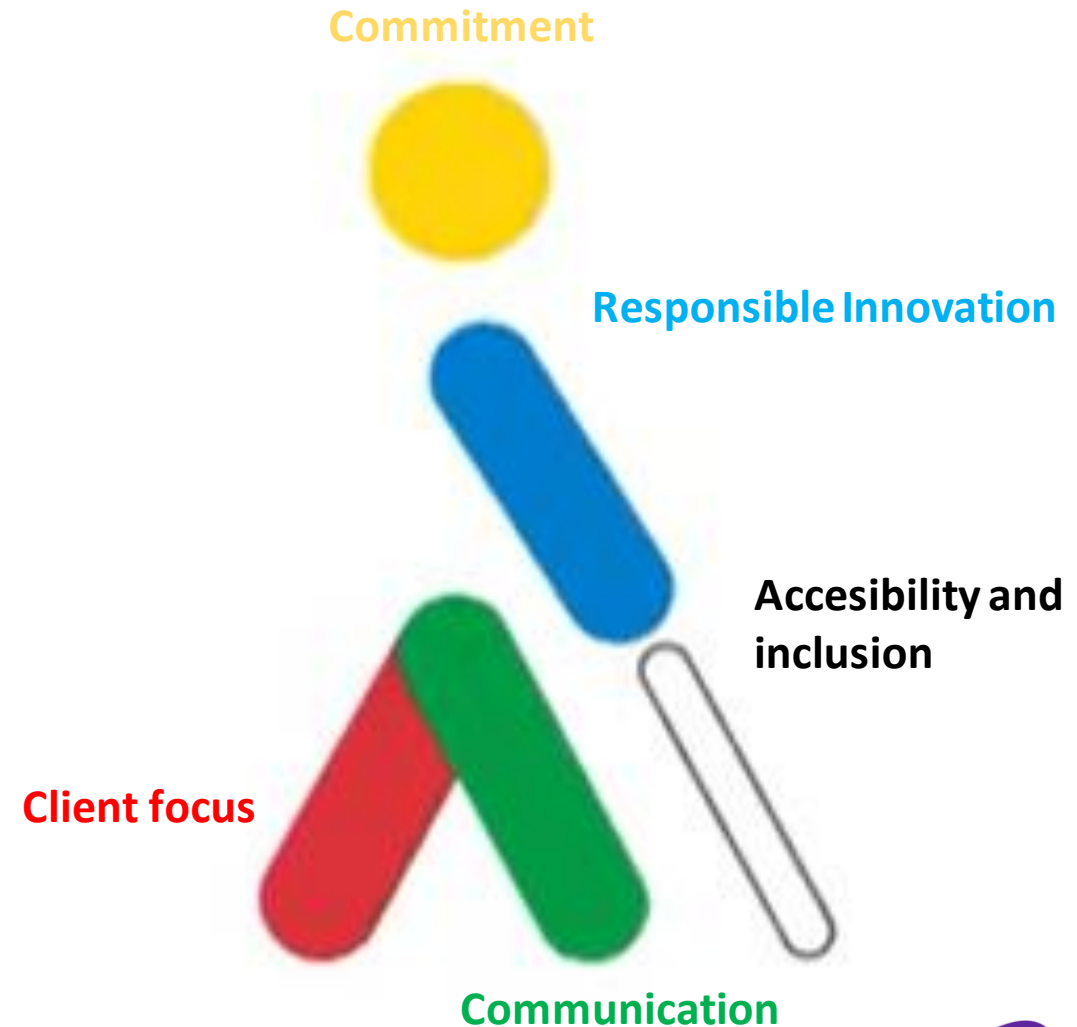 Commitment
Responsible Innovation
Accesibility and
inclusion
Client focus
Communication